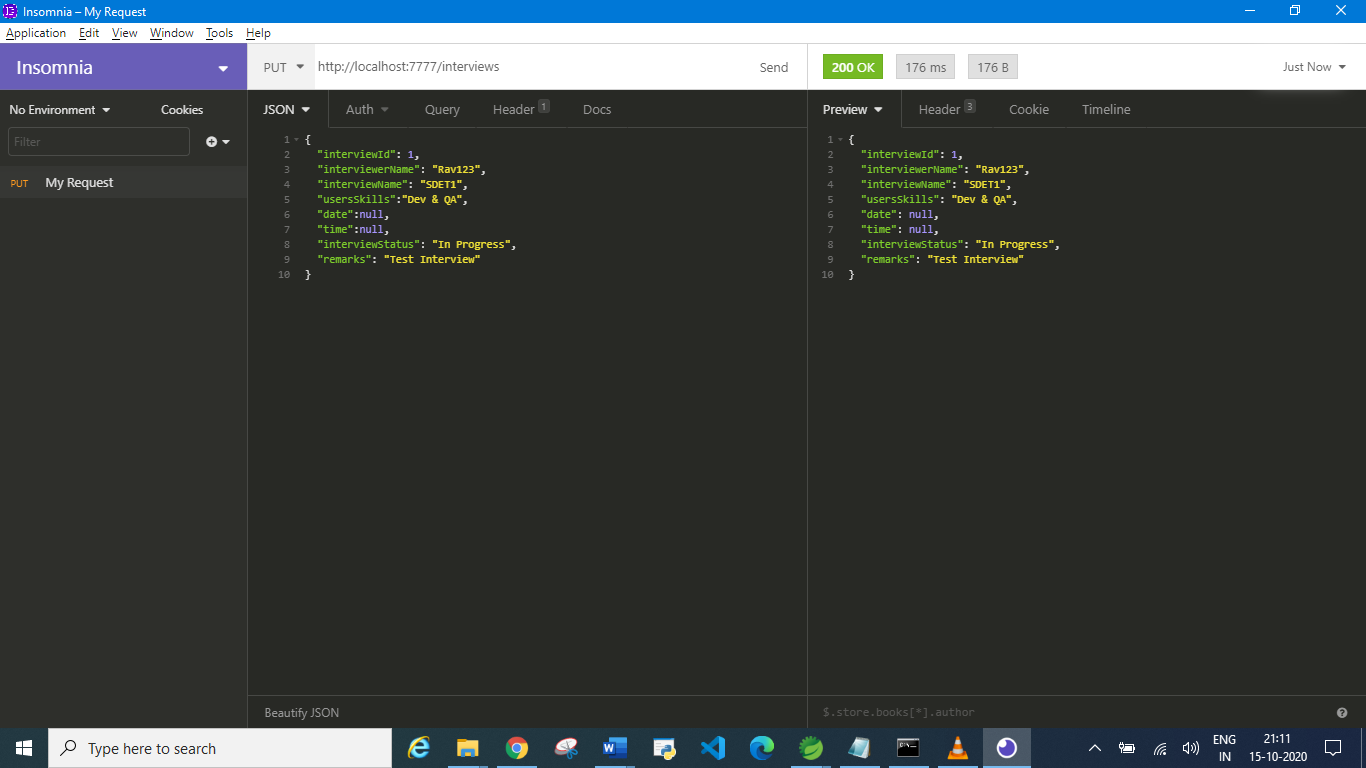 Insomnia – My Request
Application Edit View Window Tools Help
Insomnia
PUT http://localhost:7777/interviews Send
200 OK 176 ms 176 B Just Now
No Environment Cookies
JSON Auth Query Header 1 Docs
Preview Header 3 Cookie Timeline
Filter
PUT My Request
1 {
2 "interviewId": 1,
3 "interviewerName": "Rav123",
4 "interviewName": "SDET1",
5 "usersSkills":"Dev & QA",
6 "date":null,
7 "time":null,
8 "interviewStatus": "In Progress",
9 "remarks": "Test Interview"
10 }
1 {
2 "interviewId": 1,
3 "interviewerName": "Rav123",
4 "interviewName": "SDET1",
5 "usersSkills": "Dev & QA",
6 "date": null,
7 "time": null,
8 "interviewStatus": "In Progress",
9 "remarks": "Test Interview"
10 }
Beautify JSON
$.store.books[*].author
Type here to search
ENG
IN
21:11
15-10-2020